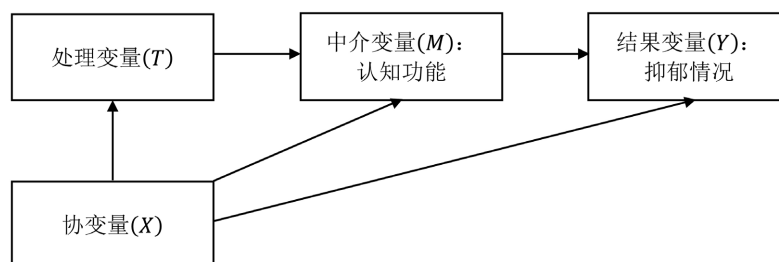 处理变量(T)
中介变量(M)：
认知功能
结果变量(Y)：
抑郁情况
协变量(X)